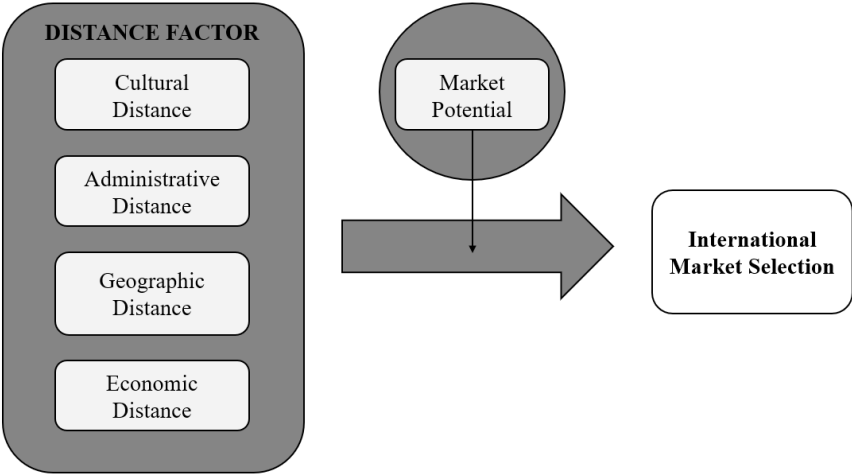 DISTANCE FACTOR
Cultural
Distance
Administrative
Distance
Geographic
Distance
Economic
Distance
Market
Potential
International
Market Selection